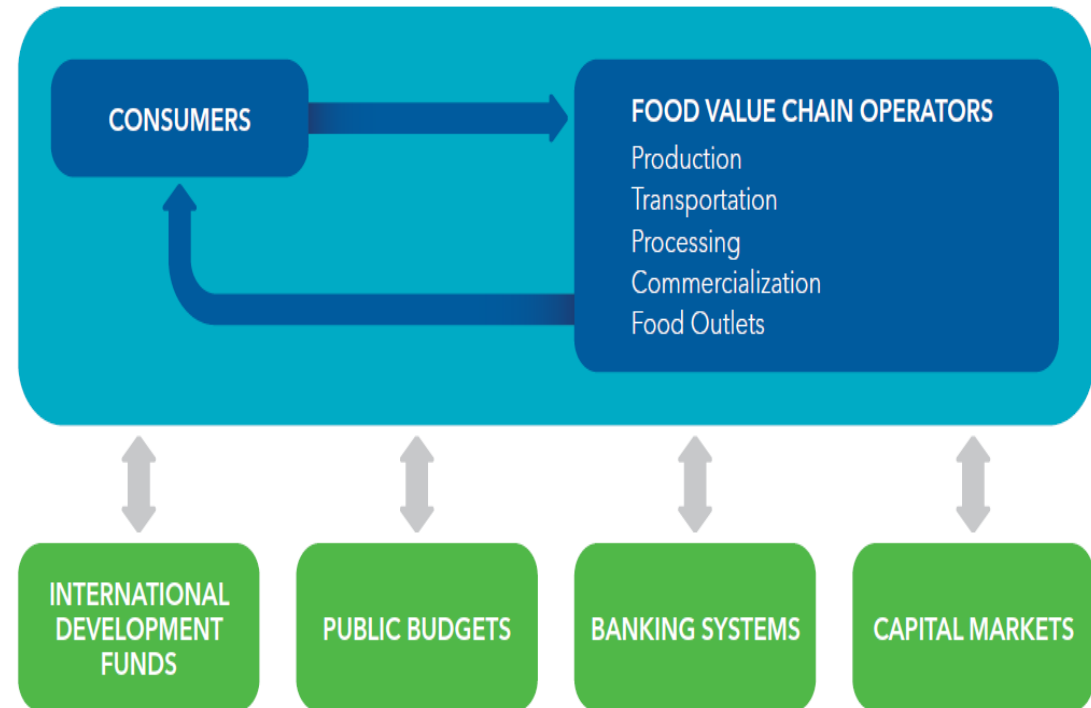 CONSUMERS
FOOD VALUE CHAIN OPERATORS
Production
Transportation
Processing
Commercialization
Food Outlets
INTERNATIONAL
DEVELOPMENT
FUNDS
PUBLIC BUDGETS
BANKING SYSTEMS
CAPITAL MARKETS